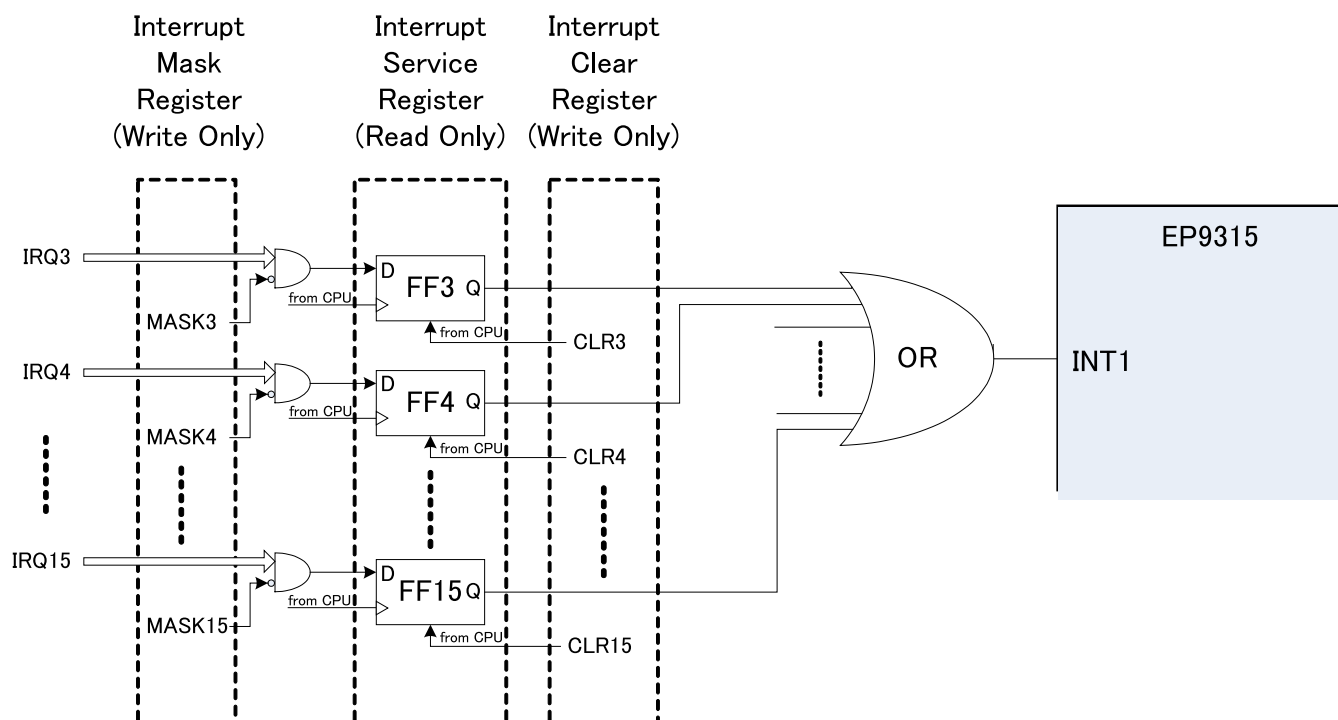 Interrupt
Mask
Register
(Write Only)
Interrupt
Service
Register
(Read Only)
Interrupt
Clear
Register
(Write Only)
IRQ3
MASK3
from CPU
D
FF3
Q
from CPU
CLR3
IRQ4
MASK4
from CPU
D
FF4
Q
from CPU
CLR4
IRQ15
MASK15
from CPU
D
FF15
Q
from CPU
CLR15
OR
EP9315
INT1